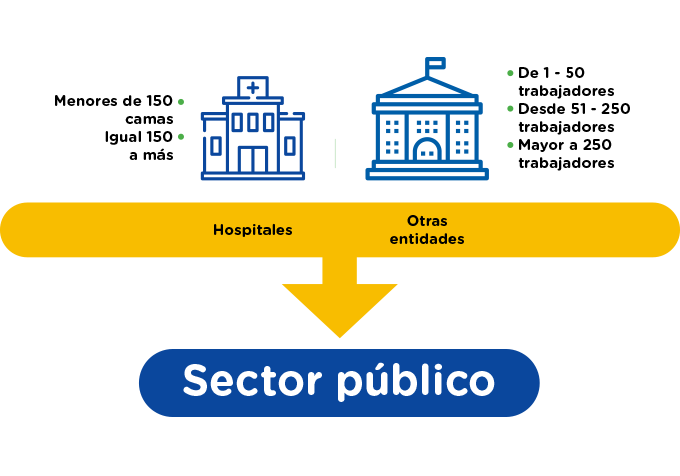 Menores de 150
camas
Igual 150
a más
De 1 - 50
trabajadores
Desde 51 - 250
trabajadores
Mayor a 250
trabajadores
Hospitales
Otras
entidades
Sector público